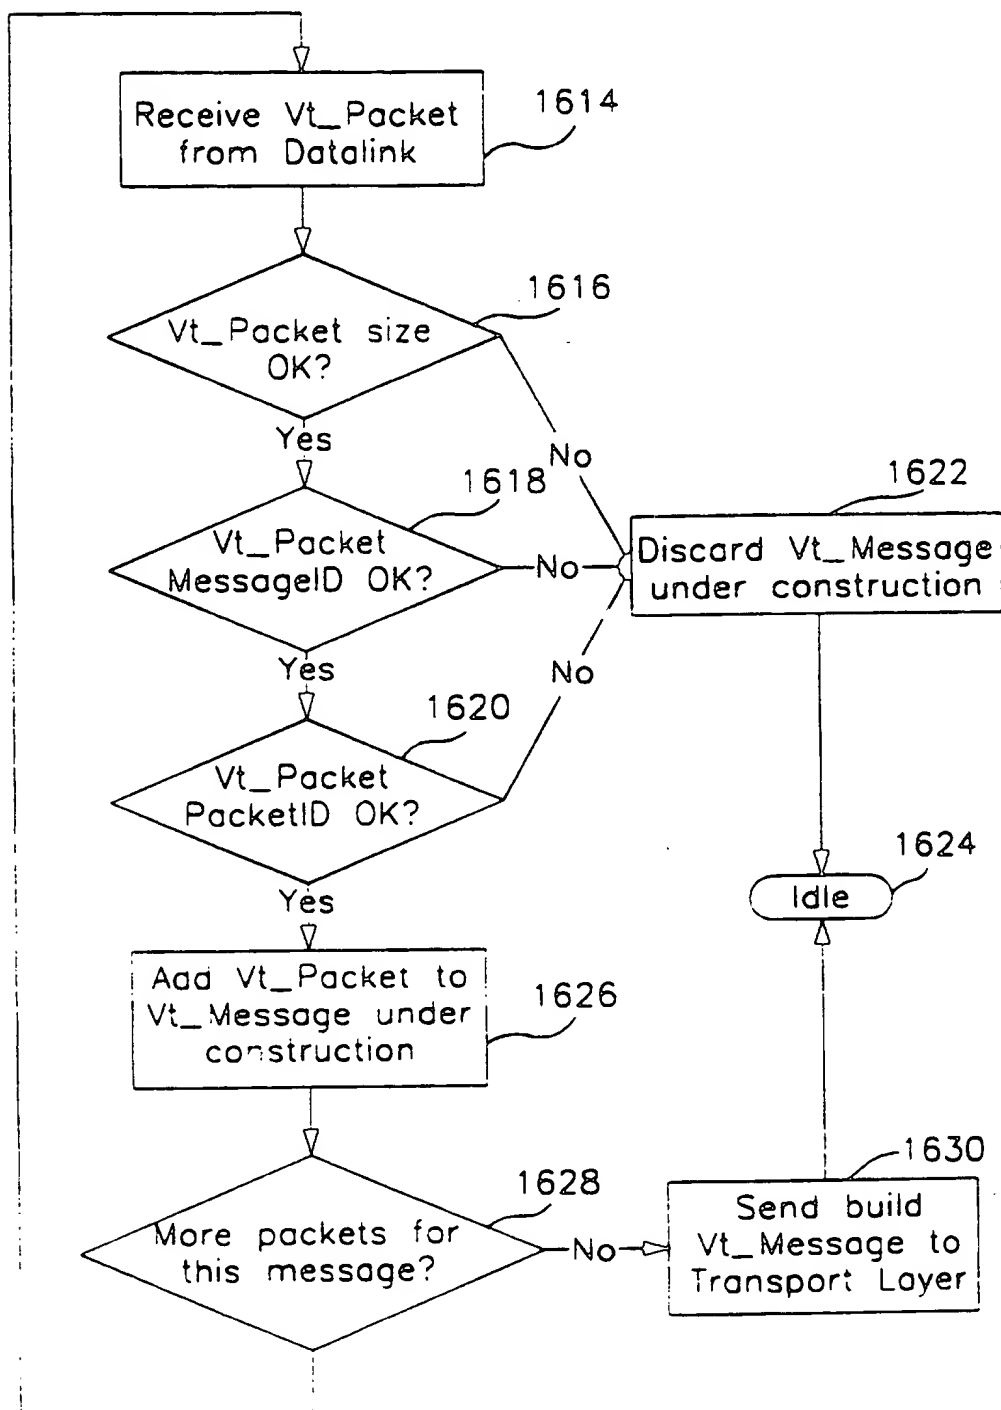 Receive Vt_Packet
from Datalink
1614
Vt_Packet size
OK?
1616
Yes
No
Vt_Packet
MessageID OK?
1618
No
Yes
Discard Vt_Message
under construction
1622
Vt_Packet
PacketID OK?
1620
No
Yes
Idle
1624
Add Vt_Packet to
Vt_Message under
construction
1626
More packets for
this message?
1628
No
Send build
Vt_Message to
Transport Layer
1630